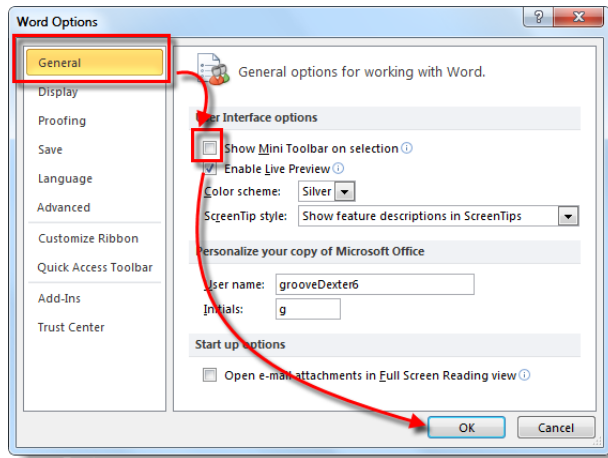 Word Options
General
Display
Proofing
Save
Language
Advanced
Customize Ribbon
Quick Access Toolbar
Add-Ins
Trust Center
General options for working with Word.
User Interface options
Show Mini Toolbar on selection
Enable Live Preview
Color scheme: Silver
ScreenTip style: Show feature descriptions in ScreenTips
Personalize your copy of Microsoft Office
User name: grooveDexter6
Initials: g
Start up options
Open e-mail attachments in Full Screen Reading view
OK Cancel